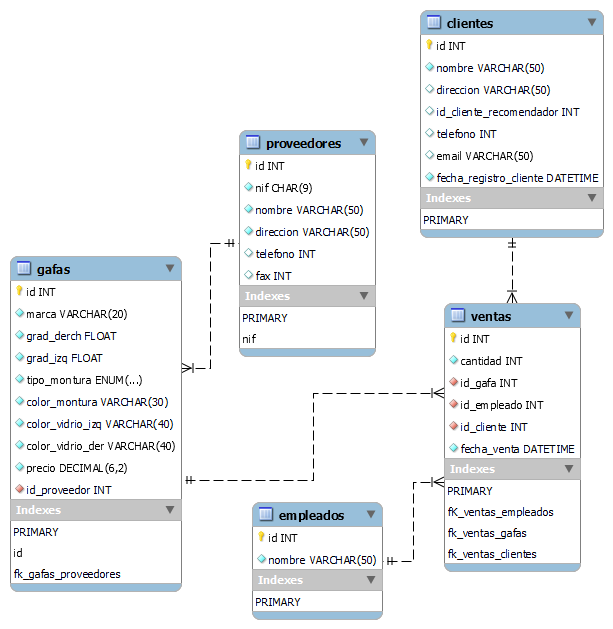 clientes
id INT
nombre VARCHAR(50)
direccion VARCHAR(50)
id_cliente_recomendador INT
telefono INT
email VARCHAR(50)
fecha_registro_cliente DATETIME
Indexes
PRIMARY
proveedores
id INT
nif CHAR(9)
nombre VARCHAR(50)
direccion VARCHAR(50)
telefono INT
fax INT
Indexes
PRIMARY
nif
gafas
id INT
marca VARCHAR(20)
grad_derch FLOAT
grad_izq FLOAT
tipo_montura ENUM(...)
color_montura VARCHAR(30)
color_vidrio_izq VARCHAR(40)
color_vidrio_der VARCHAR(40)
precio DECIMAL(6,2)
id_proveedor INT
Indexes
PRIMARY
id
fk_gafas_proveedores
ventas
id INT
cantidad INT
id_gafa INT
id_empleado INT
id_cliente INT
fecha_venta DATETIME
Indexes
PRIMARY
fk_ventas_empleados
fk_ventas_gafas
fk_ventas_clientes
empleados
id INT
nombre VARCHAR(50)
Indexes
PRIMARY